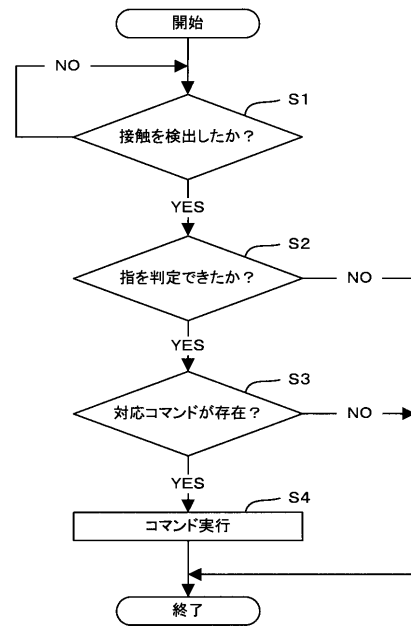 開始
NO
S1
接触を検出したか？
YES
S2
指を判定できたか？
NO
YES
S3
対応コマンドが存在？
NO
YES
S4
コマンド実行
終了